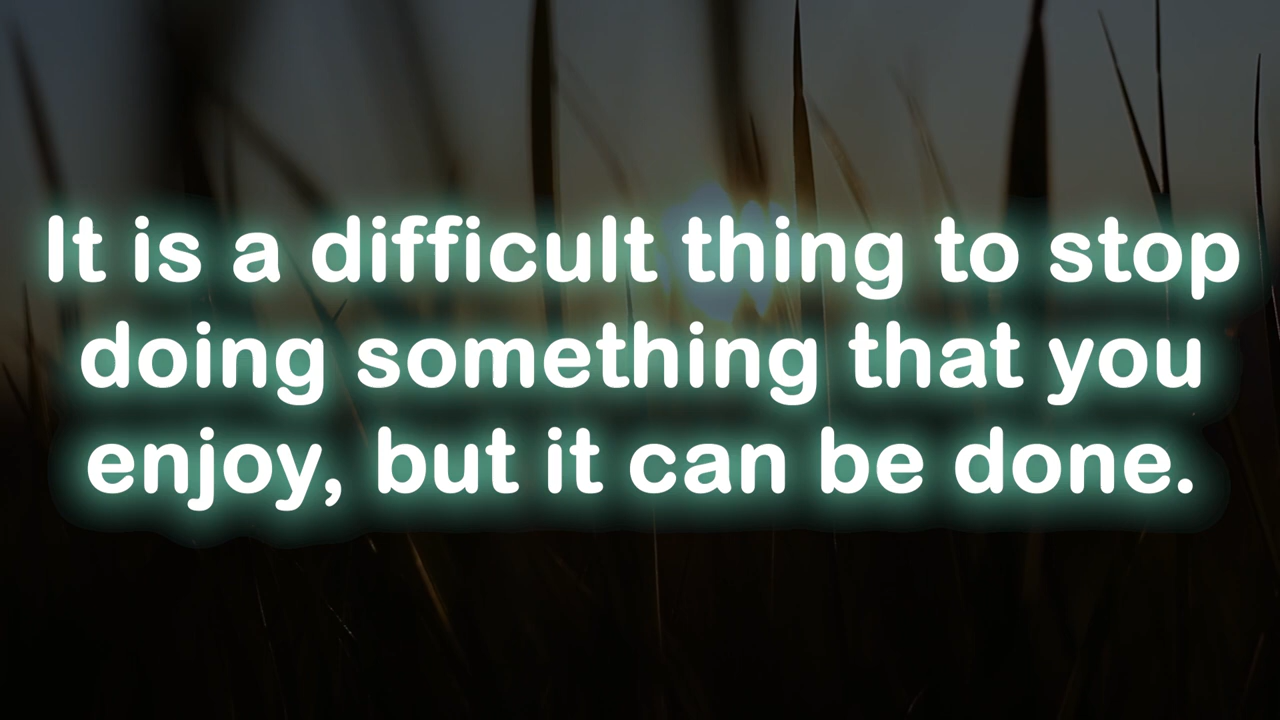 It is a difficult thing to stop
doing something that you
enjoy, but it can be done.